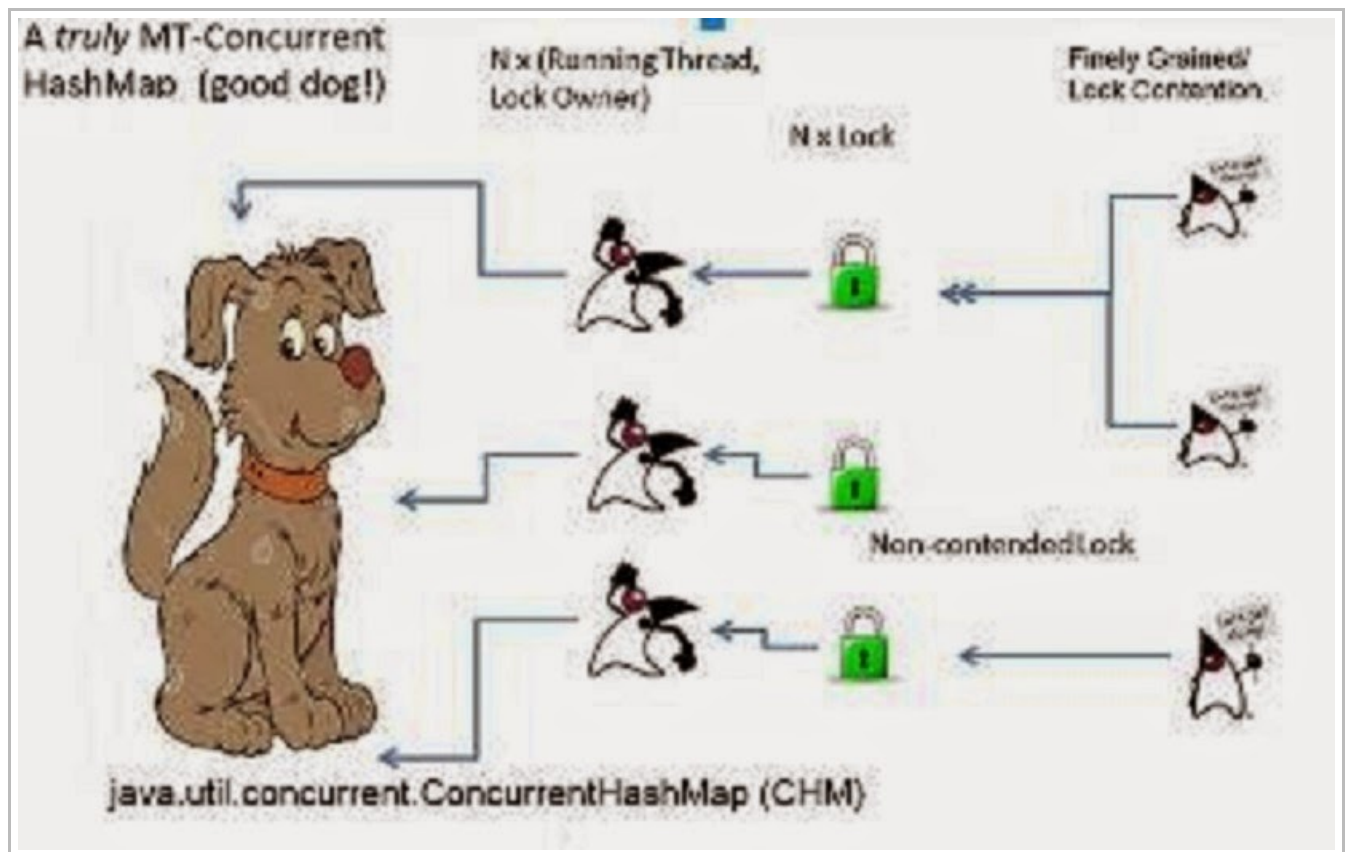 A truly MT-Concurrent
HashMap (good dog!)
N x (Running Thread,
Lock Owner)
Finely Grained/
Lock Contention
N x Lock
Non-contended Lock
java.util.concurrent.ConcurrentHashMap (CHM)